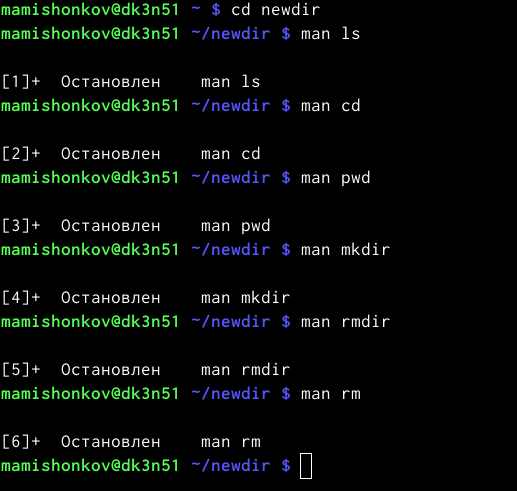 mamishonkov@dk3n51 ~ $ cd newdir
mamishonkov@dk3n51 ~/newdir $ man ls
[1]+  Остановлен    man ls
mamishonkov@dk3n51 ~/newdir $ man cd
[2]+  Остановлен    man cd
mamishonkov@dk3n51 ~/newdir $ man pwd
[3]+  Остановлен    man pwd
mamishonkov@dk3n51 ~/newdir $ man mkdir
[4]+  Остановлен    man mkdir
mamishonkov@dk3n51 ~/newdir $ man rmdir
[5]+  Остановлен    man rmdir
mamishonkov@dk3n51 ~/newdir $ man rm
[6]+  Остановлен    man rm
mamishonkov@dk3n51 ~/newdir $